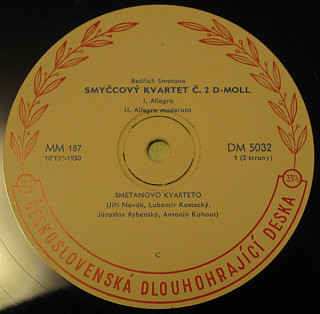 Bedřich Smetana
SMYČCOVÝ KVARTET Č. 2 D-MOLL
I. Allegro
II. Allegro moderato
MM 187
10'15"-1950
DM 5032
1 (2 strany)
33⅓
33⅓
SMETANOVO KVARTETO
(Jiří Novák, Lubomír Kostecký,
Jaroslav Rybenský, Antonín Kohout)
C
ČESKOSLOVENSKÁ DLOUHOHRAJÍCÍ DESKA